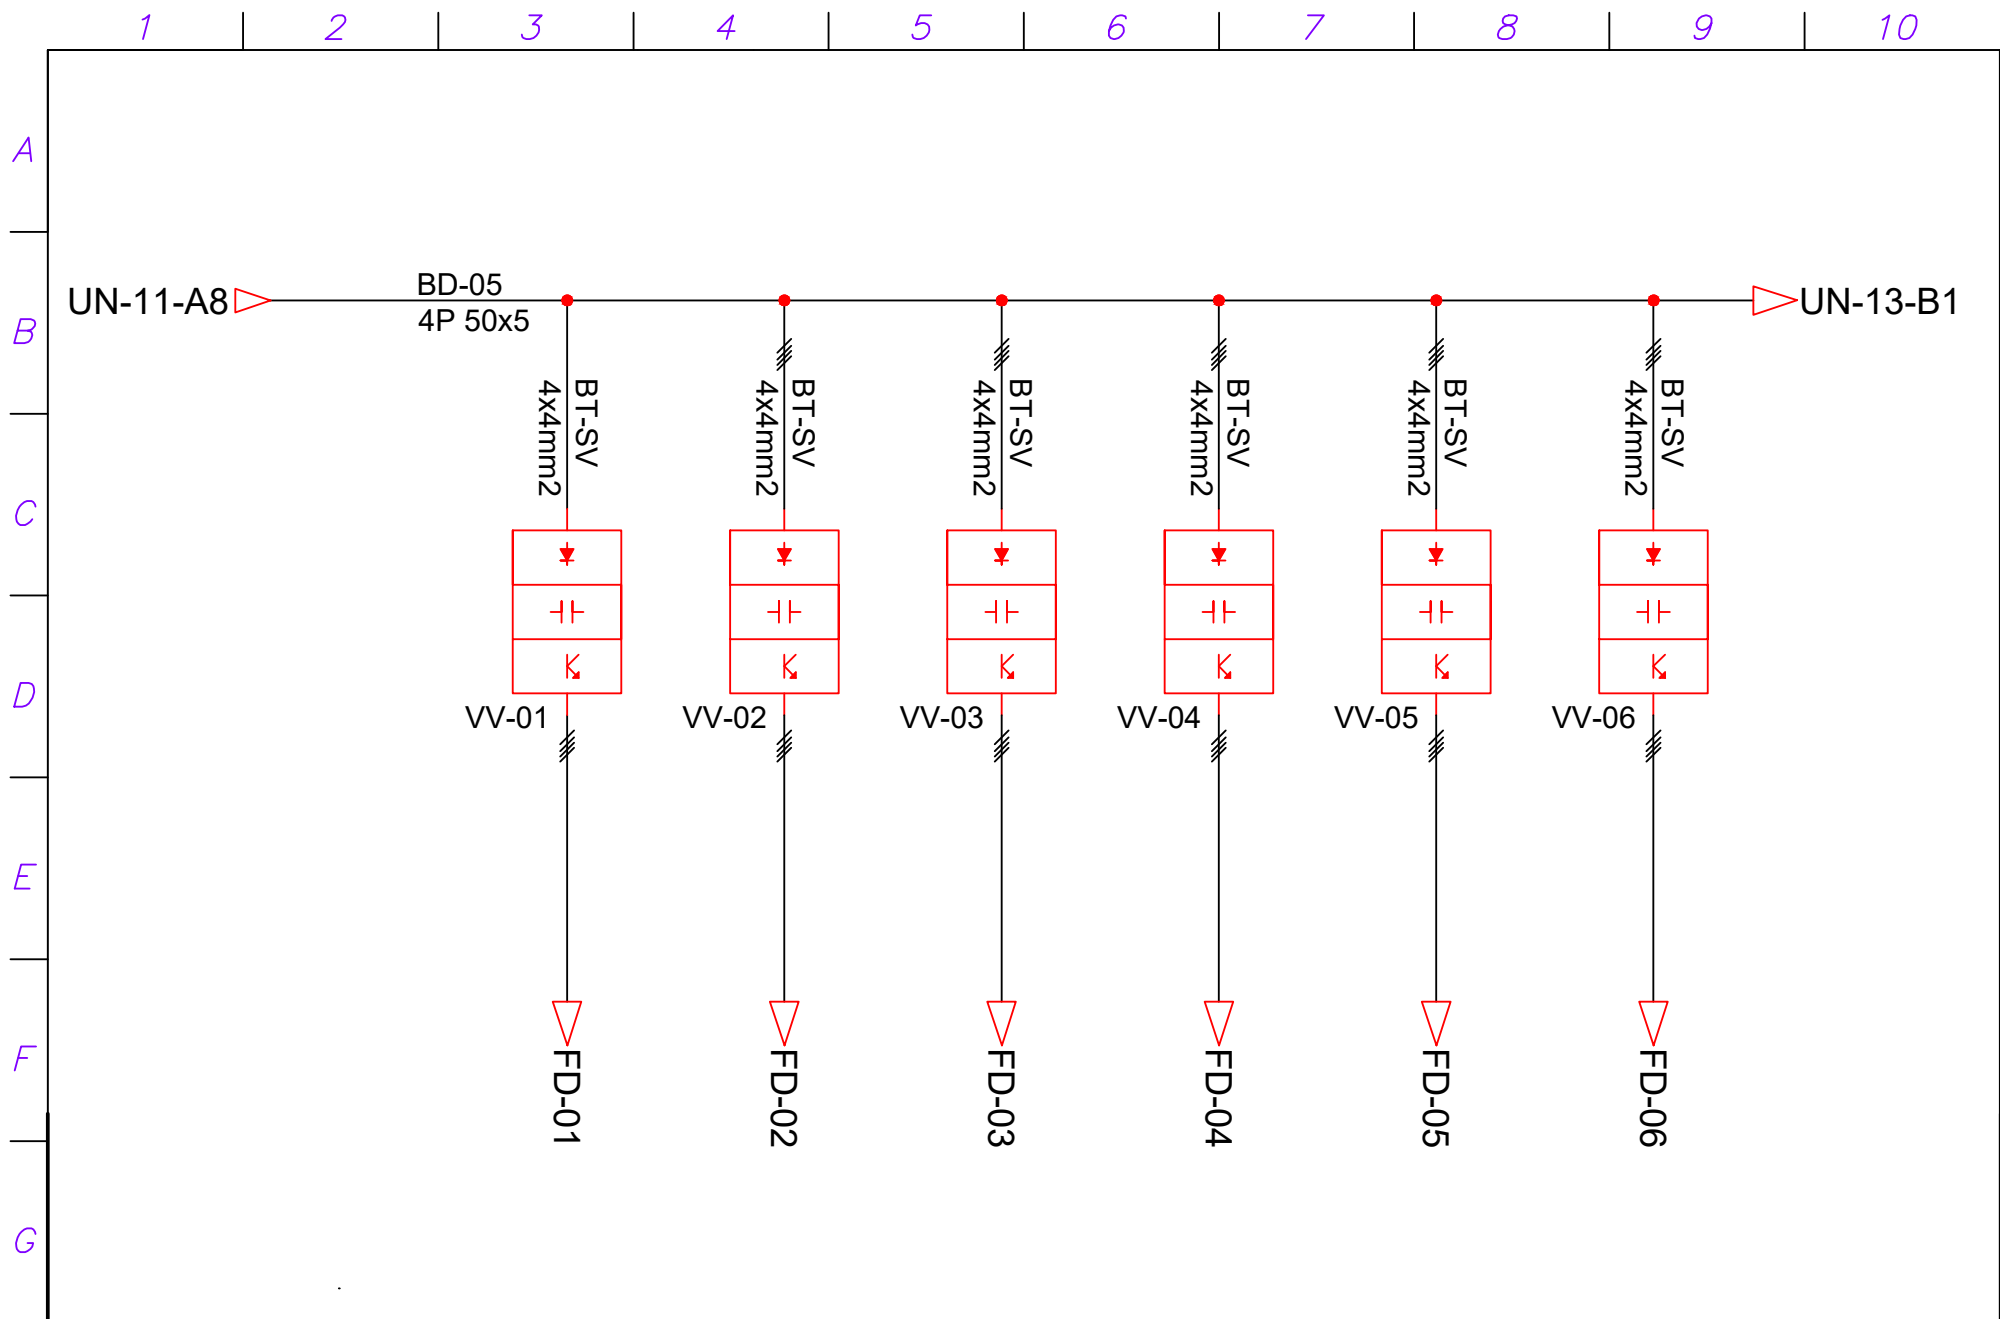 1 2 3 4 5 6 7 8 9 10
A
B
C
D
E
F
G
UN-11-A8
BD-05
4P 50x5
UN-13-B1
BT-SV
4x4mm2
BT-SV
4x4mm2
BT-SV
4x4mm2
BT-SV
4x4mm2
BT-SV
4x4mm2
BT-SV
4x4mm2
VV-01
VV-02
VV-03
VV-04
VV-05
VV-06
FD-01
FD-02
FD-03
FD-04
FD-05
FD-06